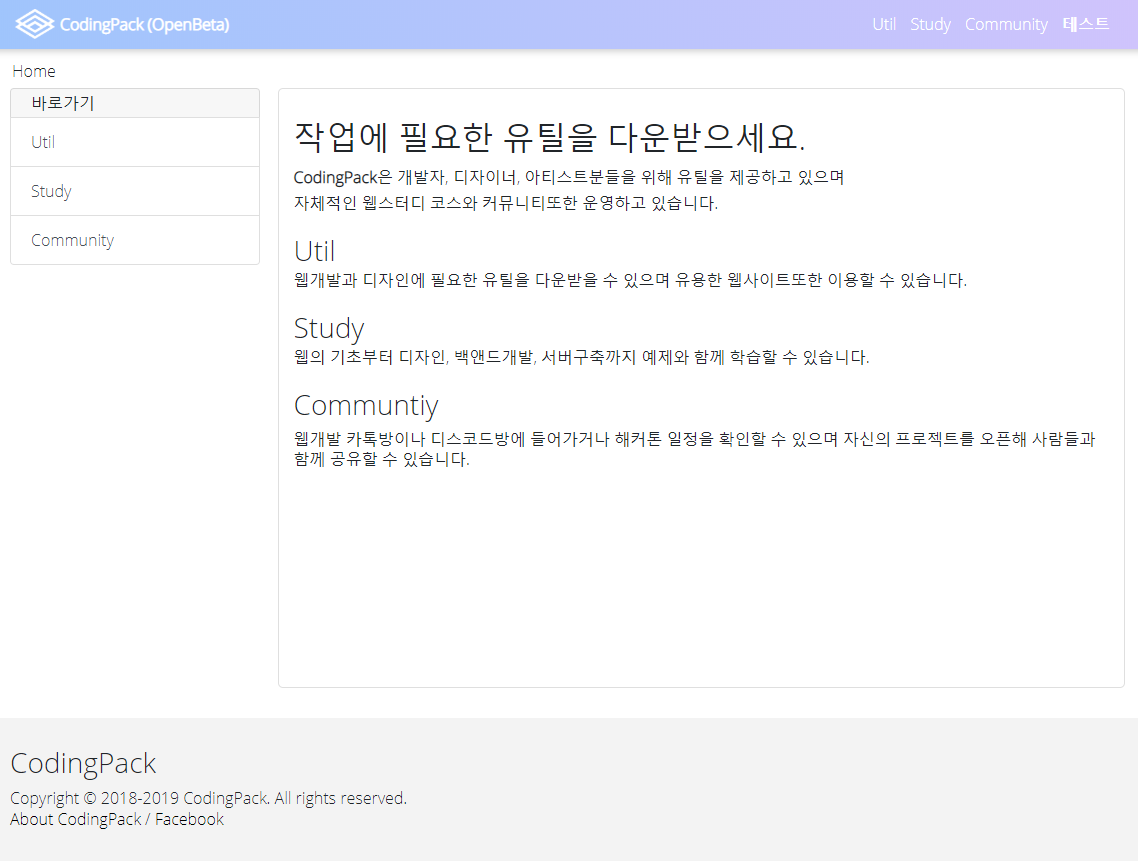 CodingPack (OpenBeta)
Util Study Community 테스트
Home
바로가기
Util
Study
Community
작업에 필요한 유틸을 다운받으세요.
CodingPack은 개발자, 디자이너, 아티스트분들을 위해 유틸을 제공하고 있으며
자체적인 웹스터디 코스와 커뮤니티또한 운영하고 있습니다.
Util
웹개발과 디자인에 필요한 유틸을 다운받을 수 있으며 유용한 웹사이트또한 이용할 수 있습니다.
Study
웹의 기초부터 디자인, 백앤드개발, 서버구축까지 예제와 함께 학습할 수 있습니다.
Communtiy
웹개발 카톡방이나 디스코드방에 들어가거나 해커톤 일정을 확인할 수 있으며 자신의 프로젝트를 오픈해 사람들과
함께 공유할 수 있습니다.
CodingPack
Copyright © 2018-2019 CodingPack. All rights reserved.
About CodingPack / Facebook